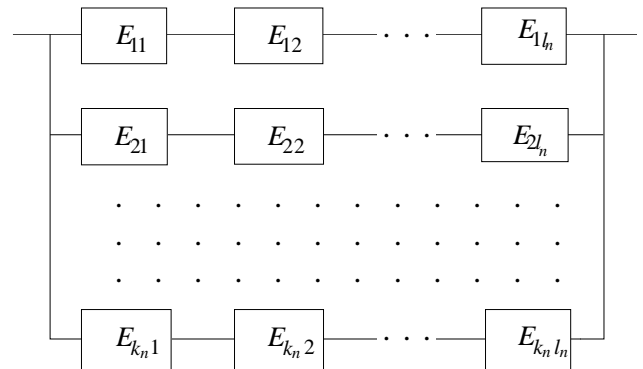 E₁₁ E₁₂ · · · E₁ₗₙ
E₂₁ E₂₂ · · · E₂ₗₙ
· · · · · · · · · · · ·
· · · · · · · · · · · ·
· · · · · · · · · · · ·
Eₖₙ₁ Eₖₙ₂ · · · Eₖₙₗₙ